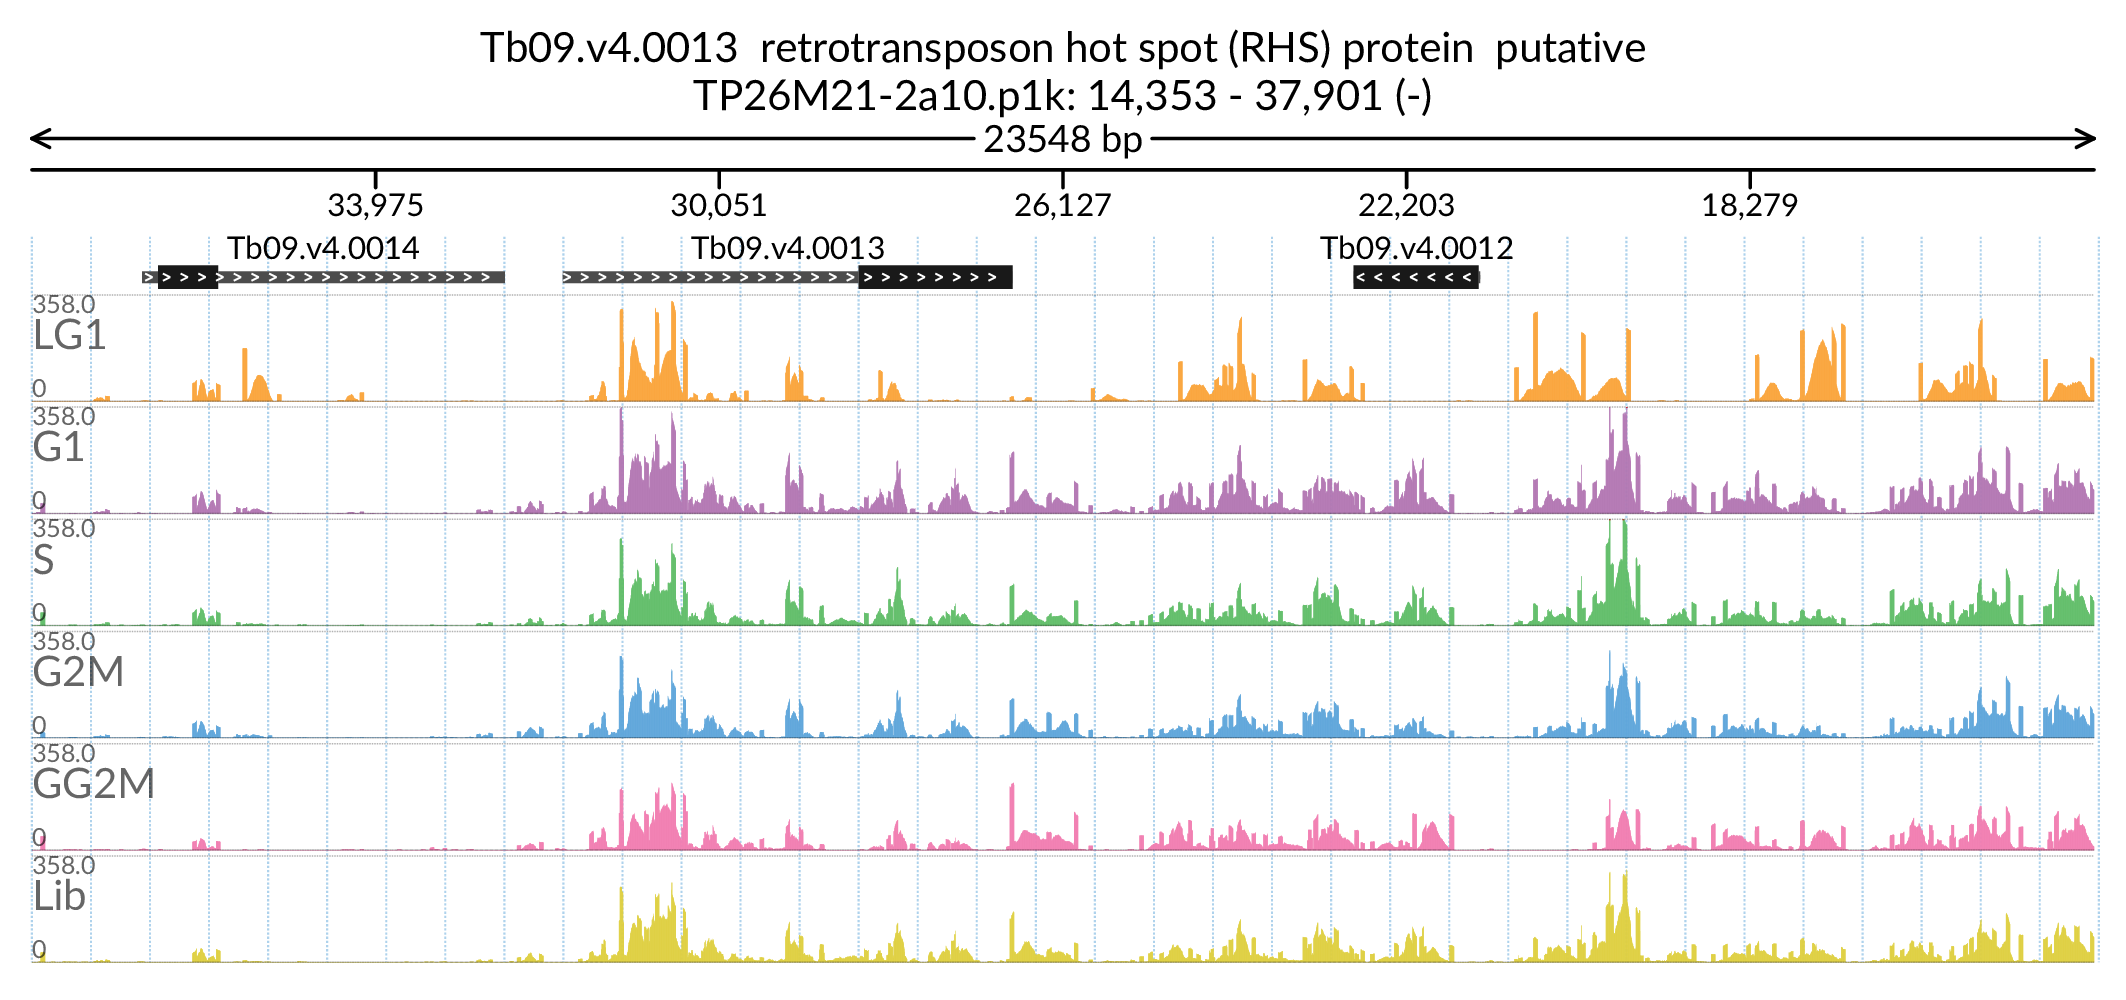 Tb09.v4.0013 retrotransposon hot spot (RHS) protein putative
TP26M21-2a10.p1k: 14,353 - 37,901 (-)
23548 bp
33,975 30,051 26,127 22,203 18,279
Tb09.v4.0014 Tb09.v4.0013 Tb09.v4.0012
358.0
LG1
0
358.0
G1
0
358.0
S
0
358.0
G2M
0
358.0
GG2M
0
358.0
Lib
0